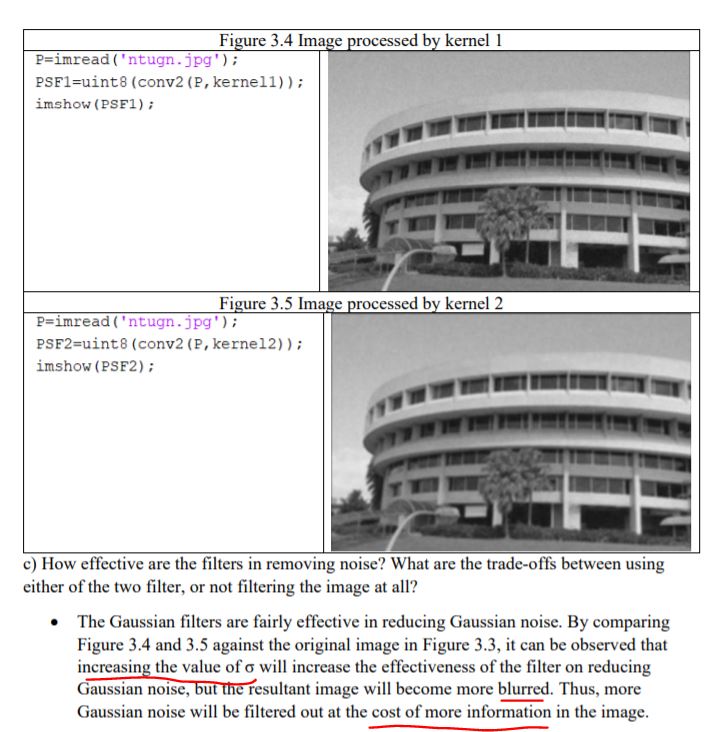 Figure 3.4 Image processed by kernel 1
P=imread('ntugn.jpg');
PSF1=uint8(conv2(P,kernel1));
imshow(PSF1);
Figure 3.5 Image processed by kernel 2
P=imread('ntugn.jpg');
PSF2=uint8(conv2(P,kernel2));
imshow(PSF2);
c) How effective are the filters in removing noise? What are the trade-offs between using
either of the two filter, or not filtering the image at all?
• The Gaussian filters are fairly effective in reducing Gaussian noise. By comparing
Figure 3.4 and 3.5 against the original image in Figure 3.3, it can be observed that
increasing the value of σ will increase the effectiveness of the filter on reducing
Gaussian noise, but the resultant image will become more blurred. Thus, more
Gaussian noise will be filtered out at the cost of more information in the image.